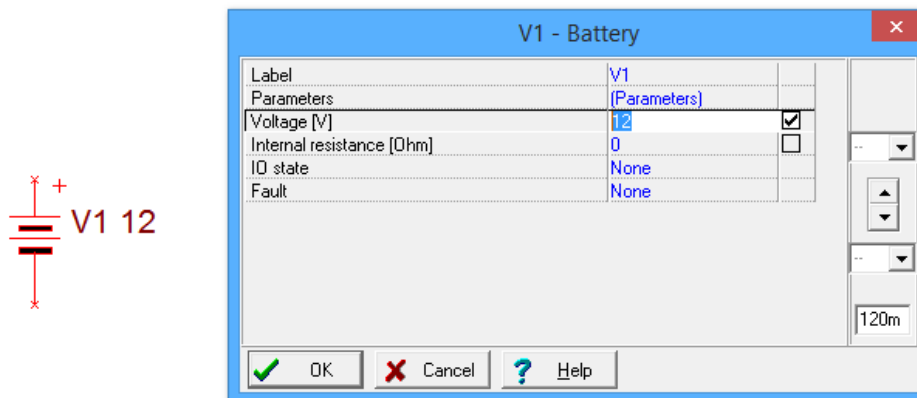 V1 - Battery
Label V1
Parameters (Parameters)
Voltage [V] 12
Internal resistance [Ohm] 0
IO state None
Fault None
--
--
120m
+
V1 12
OK Cancel ? Help